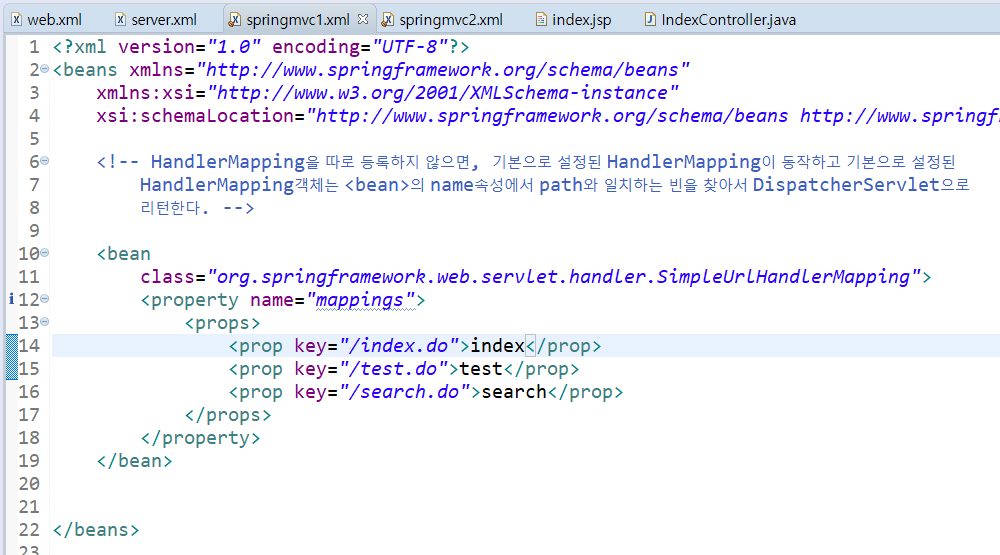 web.xml server.xml springmvc1.xml springmvc2.xml index.jsp IndexController.java
1 <?xml version="1.0" encoding="UTF-8"?>
2 <beans xmlns="http://www.springframework.org/schema/beans"
3 xmlns:xsi="http://www.w3.org/2001/XMLSchema-instance"
4 xsi:schemaLocation="http://www.springframework.org/schema/beans http://www.springf
5
6 <!-- HandlerMapping을 따로 등록하지 않으면, 기본으로 설정된 HandlerMapping이 동작하고 기본으로 설정된
7 HandlerMapping객체는 <bean>의 name속성에서 path와 일치하는 빈을 찾아서 DispatcherServlet으로
8 리턴한다. -->
9
10 <bean
11 class="org.springframework.web.servlet.handler.SimpleUrlHandlerMapping">
12 <property name="mappings">
13 <props>
14 <prop key="/index.do">index</prop>
15 <prop key="/test.do">test</prop>
16 <prop key="/search.do">search</prop>
17 </props>
18 </property>
19 </bean>
20
21
22 </beans>
23